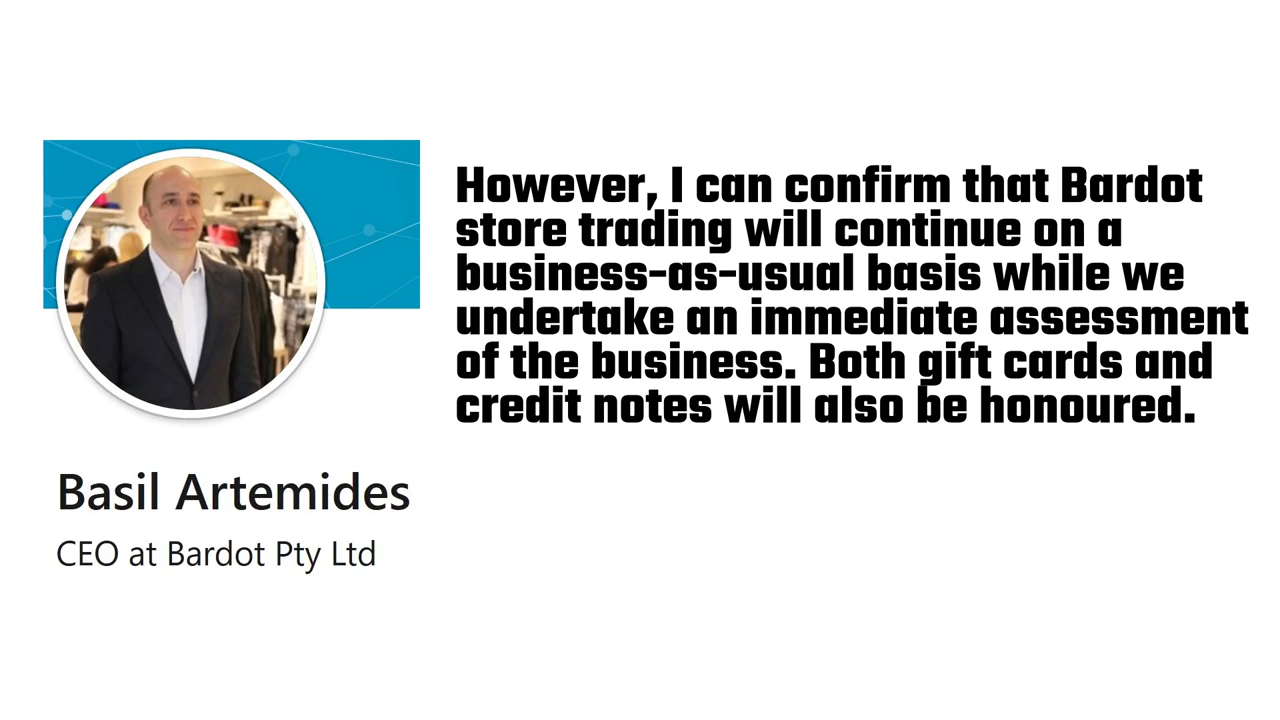 However, I can confirm that Bardot
store trading will continue on a
business-as-usual basis while we
undertake an immediate assessment
of the business. Both gift cards and
credit notes will also be honoured.
Basil Artemides
CEO at Bardot Pty Ltd